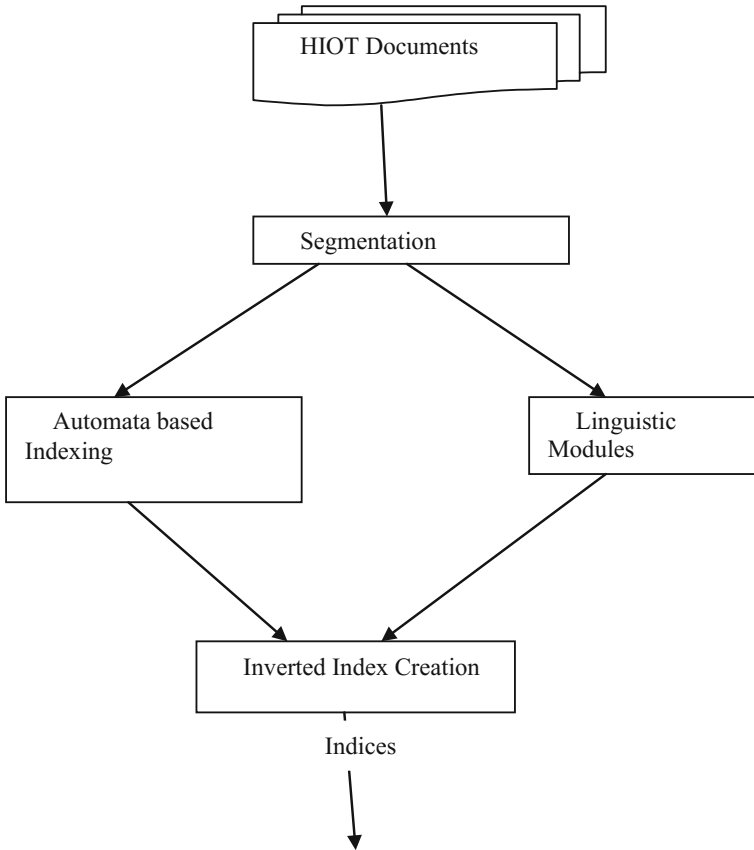 HIOT Documents
Segmentation
Automata based
Indexing
Linguistic
Modules
Inverted Index Creation
Indices